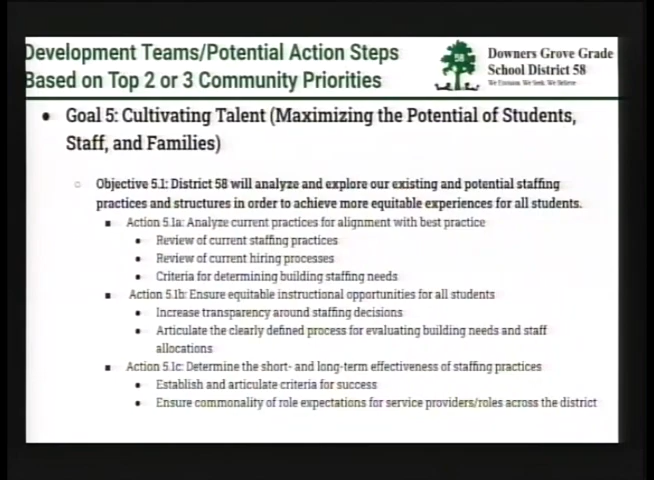 Development Teams/Potential Action Steps
Based on Top 2 or 3 Community Priorities
58
Downers Grove Grade
School District 58
We Envision. We Seek. We Believe
• Goal 5: Cultivating Talent (Maximizing the Potential of Students,
Staff, and Families)
○ Objective 5.1: District 58 will analyze and explore our existing and potential staffing
practices and structures in order to achieve more equitable experiences for all students.
■ Action 5.1a: Analyze current practices for alignment with best practice
• Review of current staffing practices
• Review of current hiring processes
• Criteria for determining building staffing needs
■ Action 5.1b: Ensure equitable instructional opportunities for all students
• Increase transparency around staffing decisions
• Articulate the clearly defined process for evaluating building needs and staff
allocations
■ Action 5.1c: Determine the short- and long-term effectiveness of staffing practices
• Establish and articulate criteria for success
• Ensure commonality of role expectations for service providers/roles across the district